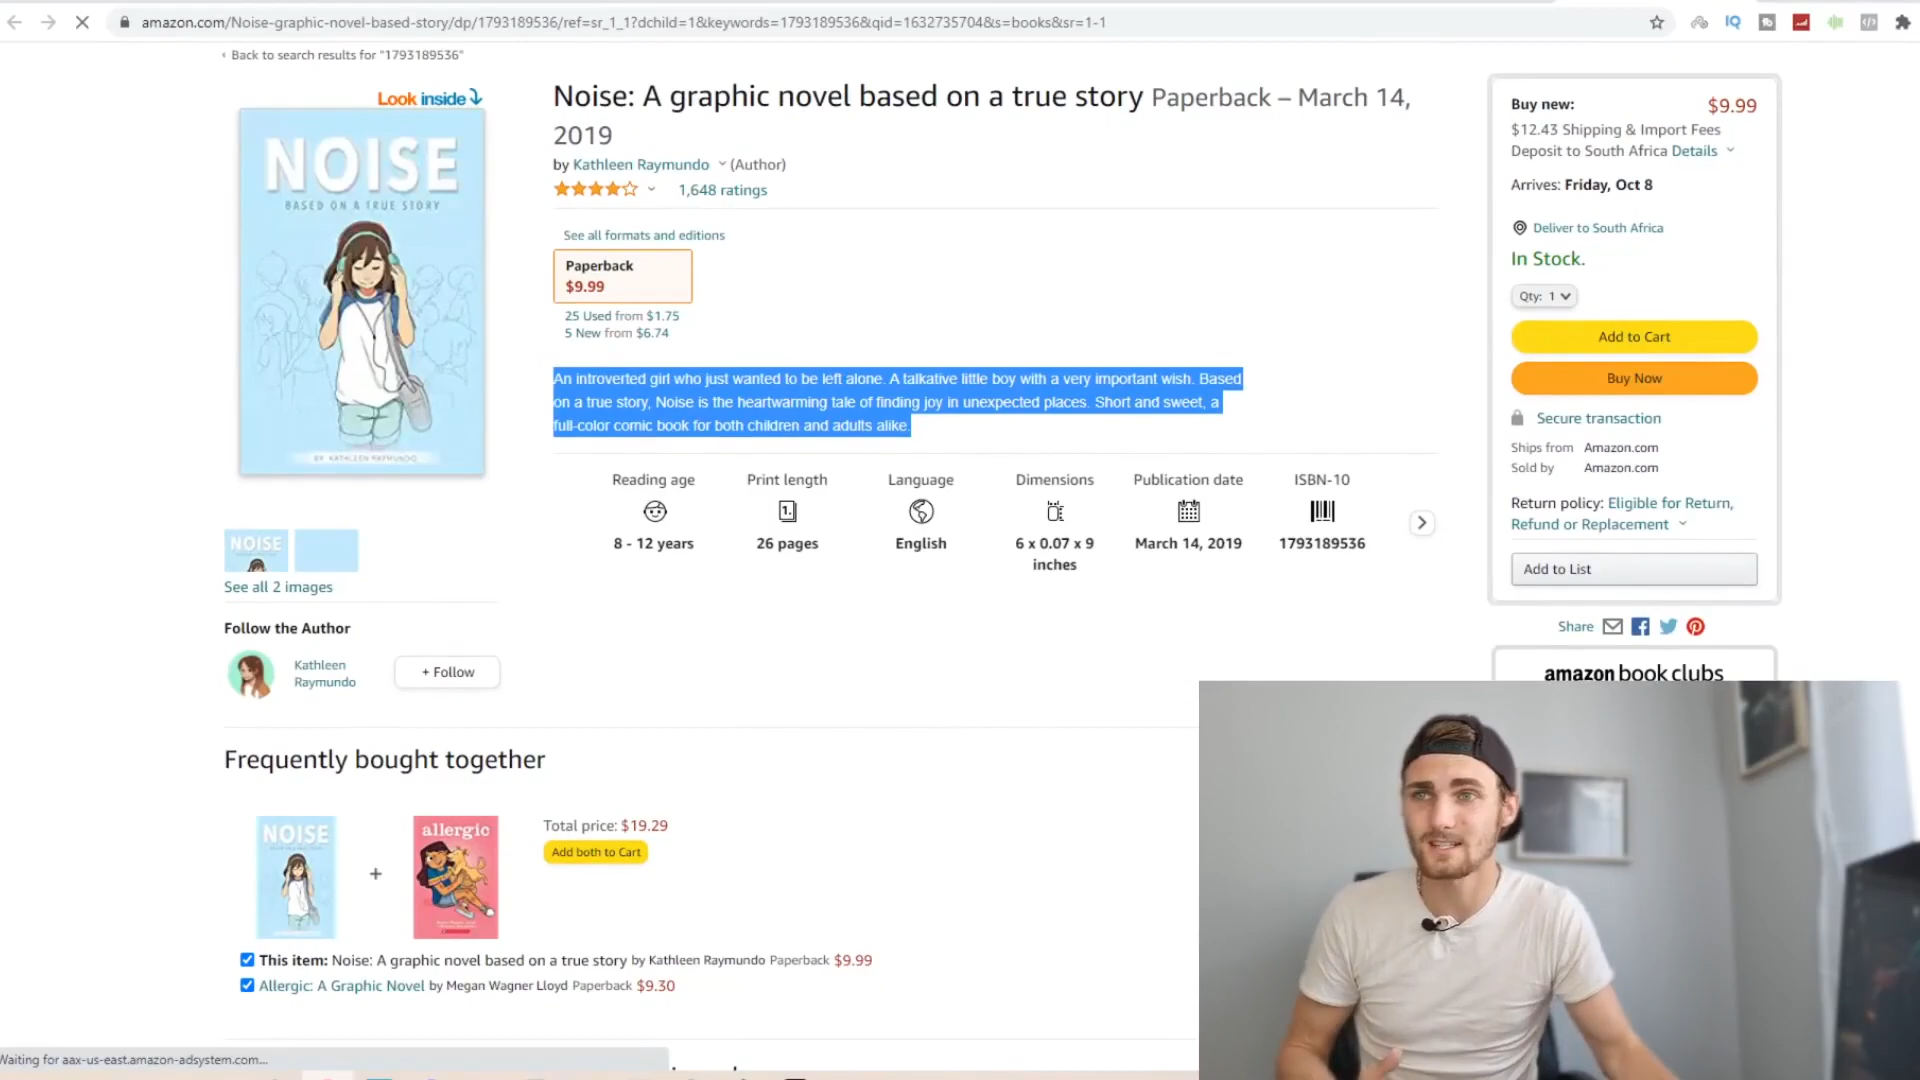 amazon.com/Noise-graphic-novel-based-story/dp/1793189536/ref=sr_1_1?dchild=1&keywords=1793189536&qid=1632735704&s=books&sr=1-1
IQ
‹ Back to search results for "1793189536"
Look inside
NOISE
BASED ON A TRUE STORY
BY KATHLEEN RAYMUNDO
NOISE
See all 2 images
Follow the Author
Kathleen
Raymundo
+ Follow
Noise: A graphic novel based on a true story Paperback – March 14,
2019
by Kathleen Raymundo (Author)
1,648 ratings
See all formats and editions
Paperback
$9.99
25 Used from $1.75
5 New from $6.74
An introverted girl who just wanted to be left alone. A talkative little boy with a very important wish. Based
on a true story, Noise is the heartwarming tale of finding joy in unexpected places. Short and sweet, a
full-color comic book for both children and adults alike.
Reading age
8 - 12 years
Print length
1.
26 pages
Language
English
Dimensions
6 x 0.07 x 9
inches
Publication date
March 14, 2019
ISBN-10
1793189536
Buy new: $9.99
$12.43 Shipping & Import Fees
Deposit to South Africa Details
Arrives: Friday, Oct 8
Deliver to South Africa
In Stock.
Qty: 1
Add to Cart
Buy Now
Secure transaction
Ships from Amazon.com
Sold by Amazon.com
Return policy: Eligible for Return,
Refund or Replacement
Add to List
Share
amazon book clubs
Frequently bought together
NOISE
+
allergic
Total price: $19.29
Add both to Cart
This item: Noise: A graphic novel based on a true story by Kathleen Raymundo Paperback $9.99
Allergic: A Graphic Novel by Megan Wagner Lloyd Paperback $9.30
Waiting for aax-us-east.amazon-adsystem.com...